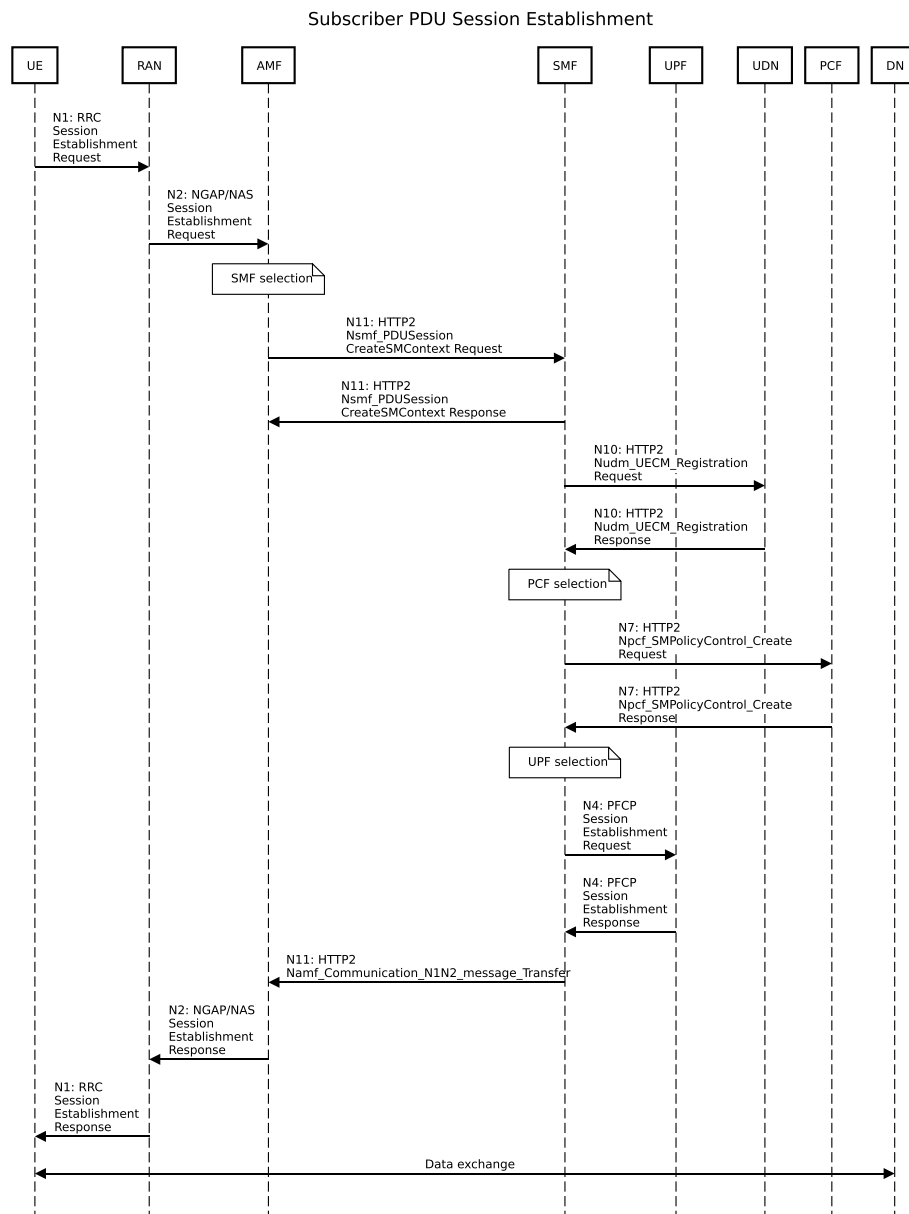 Subscriber PDU Session Establishment
UE RAN AMF SMF UPF UDN PCF DN
N1: RRC
Session
Establishment
Request
N2: NGAP/NAS
Session
Establishment
Request
SMF selection
N11: HTTP2
Nsmf_PDUSession
CreateSMContext Request
N11: HTTP2
Nsmf_PDUSession
CreateSMContext Response
N10: HTTP2
Nudm_UECM_Registration
Request
N10: HTTP2
Nudm_UECM_Registration
Response
PCF selection
N7: HTTP2
Npcf_SMPolicyControl_Create
Request
N7: HTTP2
Npcf_SMPolicyControl_Create
Response
UPF selection
N4: PFCP
Session
Establishment
Request
N4: PFCP
Session
Establishment
Response
N11: HTTP2
Namf_Communication_N1N2_message_Transfer
N2: NGAP/NAS
Session
Establishment
Response
N1: RRC
Session
Establishment
Response
Data exchange